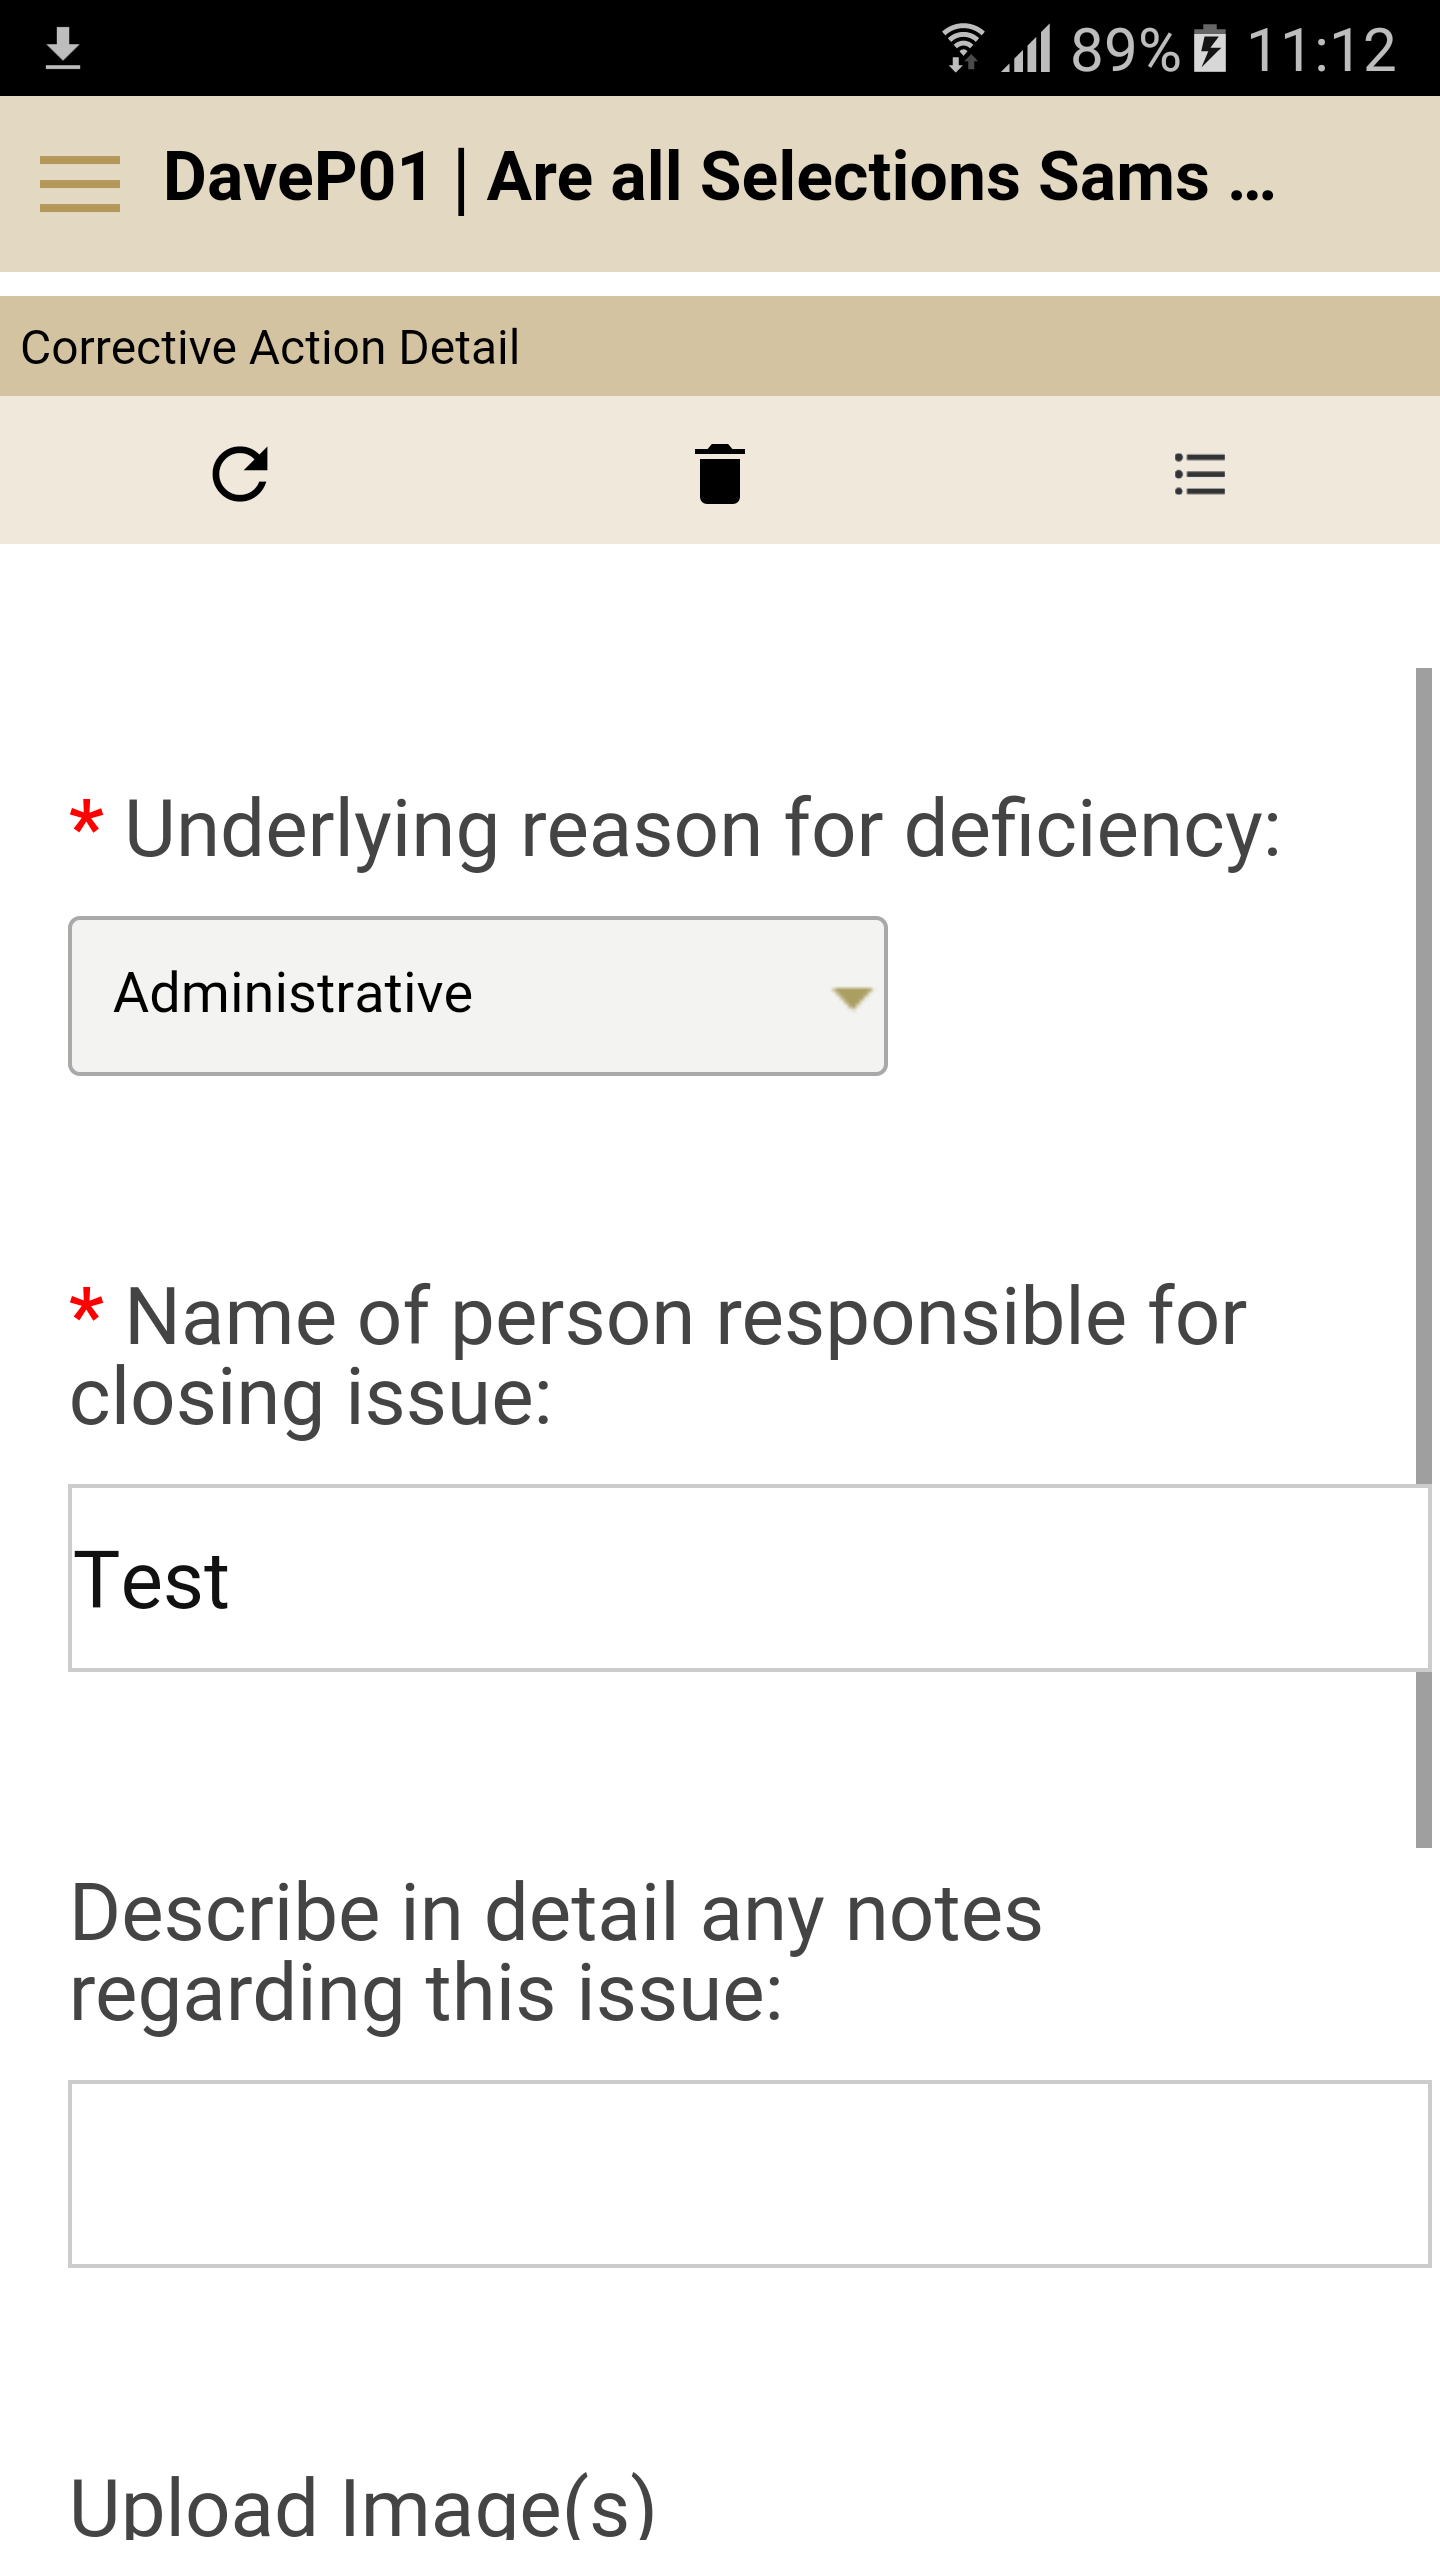 89% 11:12
DaveP01 | Are all Selections Sams ...
Corrective Action Detail
* Underlying reason for deficiency:
Administrative
* Name of person responsible for
closing issue:
Test
Describe in detail any notes
regarding this issue:
Upload Image(s)